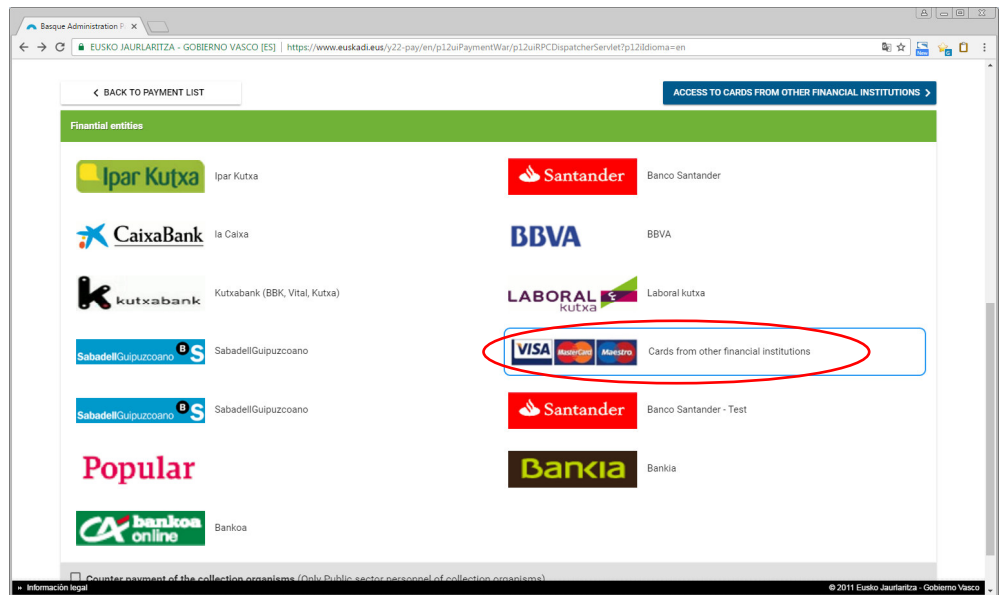 Basque Administration P
EUSKO JAURLARITZA - GOBIERNO VASCO [ES] | https://www.euskadi.eus/y22-pay/en/p12uiPaymentWar/p12uiRPCDispatcherServlet?p12iIdioma=en
New
BACK TO PAYMENT LIST
ACCESS TO CARDS FROM OTHER FINANCIAL INSTITUTIONS
Finantial entities
Ipar Kutxa Ipar Kutxa
Santander Banco Santander
CaixaBank la Caixa
BBVA BBVA
kutxabank Kutxabank (BBK, Vital, Kutxa)
LABORAL kutxa Laboral kutxa
SabadellGuipuzcoano B S SabadellGuipuzcoano
VISA MasterCard Maestro Cards from other financial institutions
SabadellGuipuzcoano B S SabadellGuipuzcoano
Santander Banco Santander - Test
Popular
Bankia Bankia
CA bankoa online Bankoa
Counter payment of the collection organisms (Only Public sector personnel of collection organisms)
» Información legal
© 2011 Eusko Jaurlaritza - Gobierno Vasco